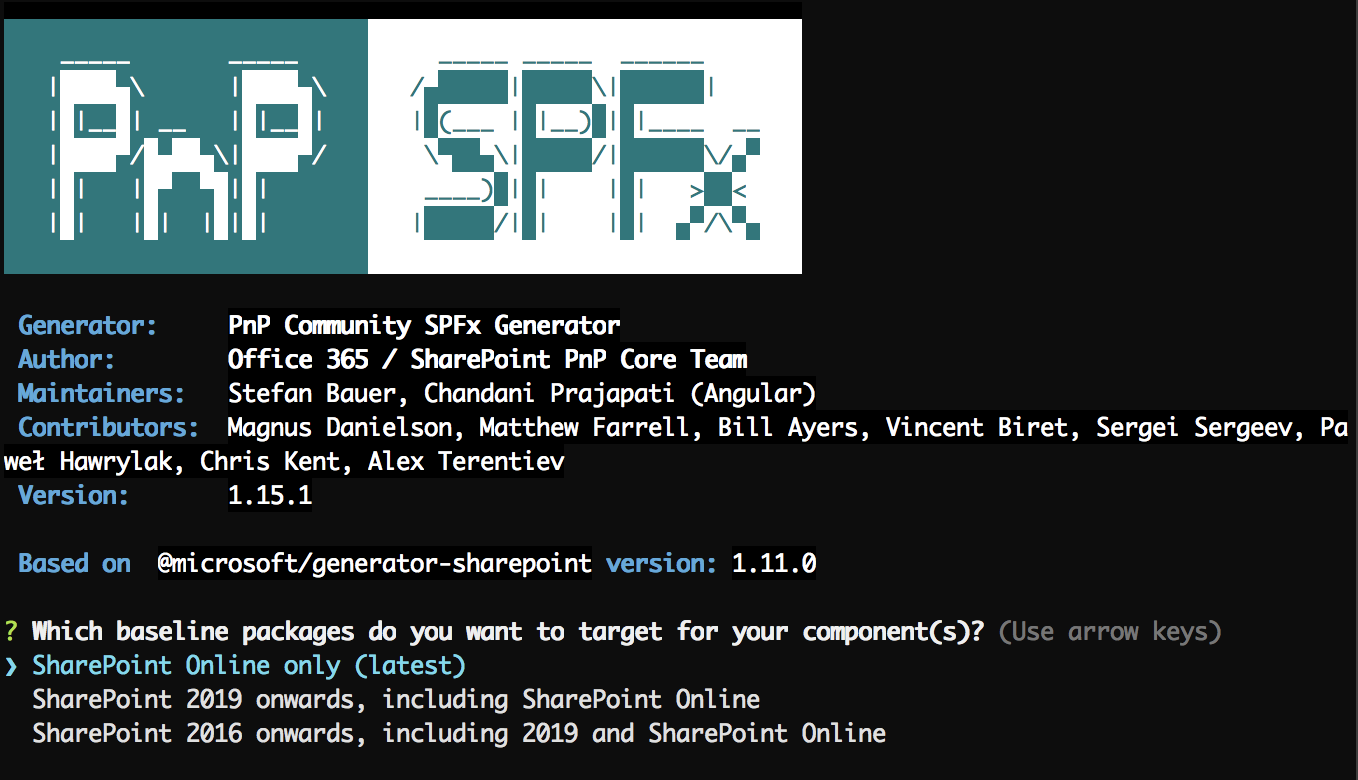 PnP SPFx
Generator: PnP Community SPFx Generator
Author: Office 365 / SharePoint PnP Core Team
Maintainers: Stefan Bauer, Chandani Prajapati (Angular)
Contributors: Magnus Danielson, Matthew Farrell, Bill Ayers, Vincent Biret, Sergei Sergeev, Pa
weł Hawrylak, Chris Kent, Alex Terentiev
Version: 1.15.1
Based on @microsoft/generator-sharepoint version: 1.11.0
? Which baseline packages do you want to target for your component(s)? (Use arrow keys)
❯ SharePoint Online only (latest)
SharePoint 2019 onwards, including SharePoint Online
SharePoint 2016 onwards, including 2019 and SharePoint Online